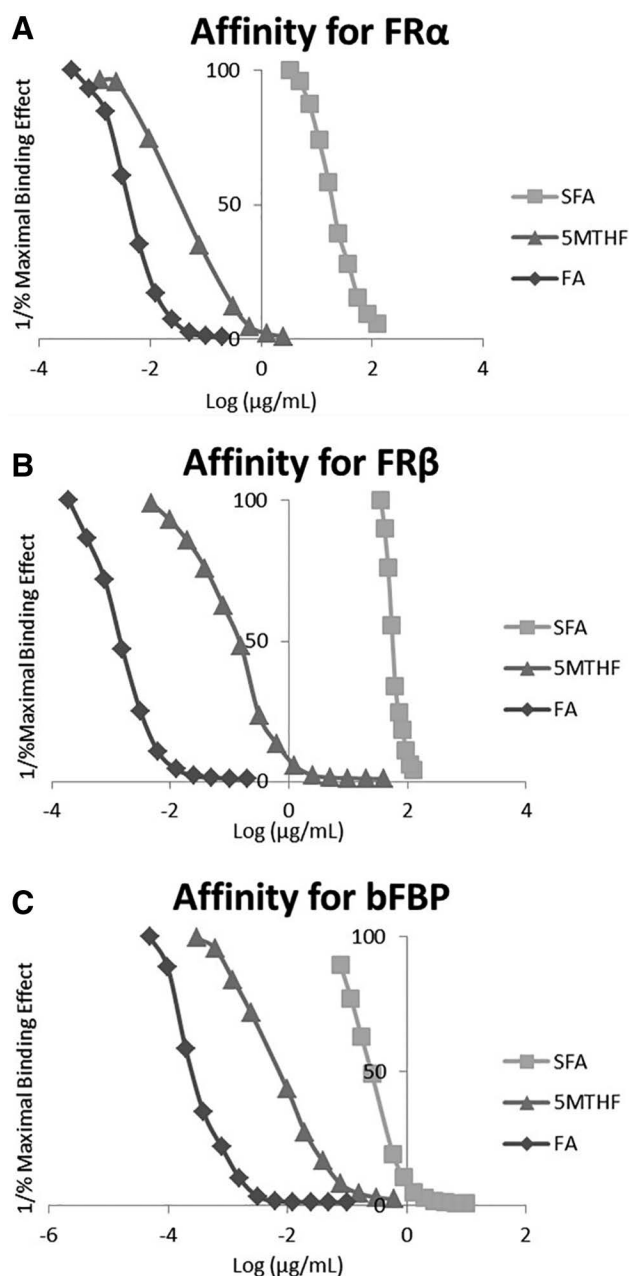 A
Affinity for FRα
1/% Maximal Binding Effect
100
50
0
-4
-2
0
2
4
Log (µg/mL)
SFA
5MTHF
FA
B
Affinity for FRβ
1/%Maximal Binding Effect
100
50
0
-4
-2
0
2
4
Log (µg/mL)
SFA
5MTHF
FA
C
Affinity for bFBP
1/% Maximal Binding Effect
100
50
0
-6
-4
-2
0
2
Log (µg/mL)
SFA
5MTHF
FA